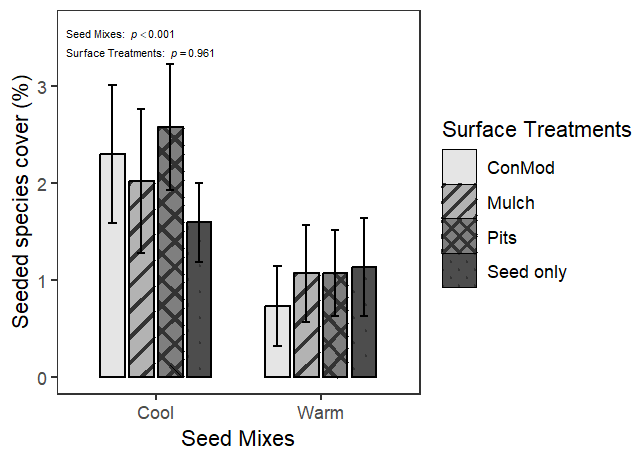 Seed Mixes: p < 0.001
Surface Treatments: p = 0.961
Seeded species cover (%)
3
2
1
0
Cool
Warm
Seed Mixes
Surface Treatments
ConMod
Mulch
Pits
Seed only